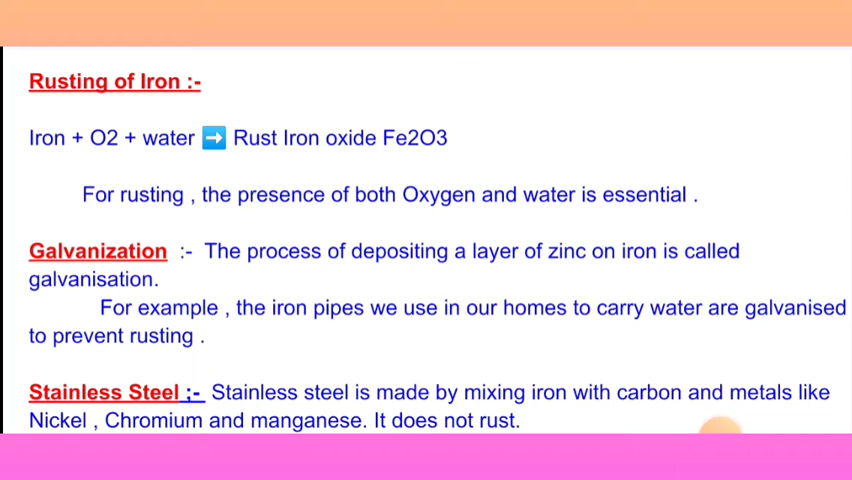 Rusting of Iron :-
Iron + O2 + water ➡ Rust Iron oxide Fe2O3
For rusting , the presence of both Oxygen and water is essential .
Galvanization :- The process of depositing a layer of zinc on iron is called
galvanisation.
For example , the iron pipes we use in our homes to carry water are galvanised
to prevent rusting .
Stainless Steel ;- Stainless steel is made by mixing iron with carbon and metals like
Nickel , Chromium and manganese. It does not rust.